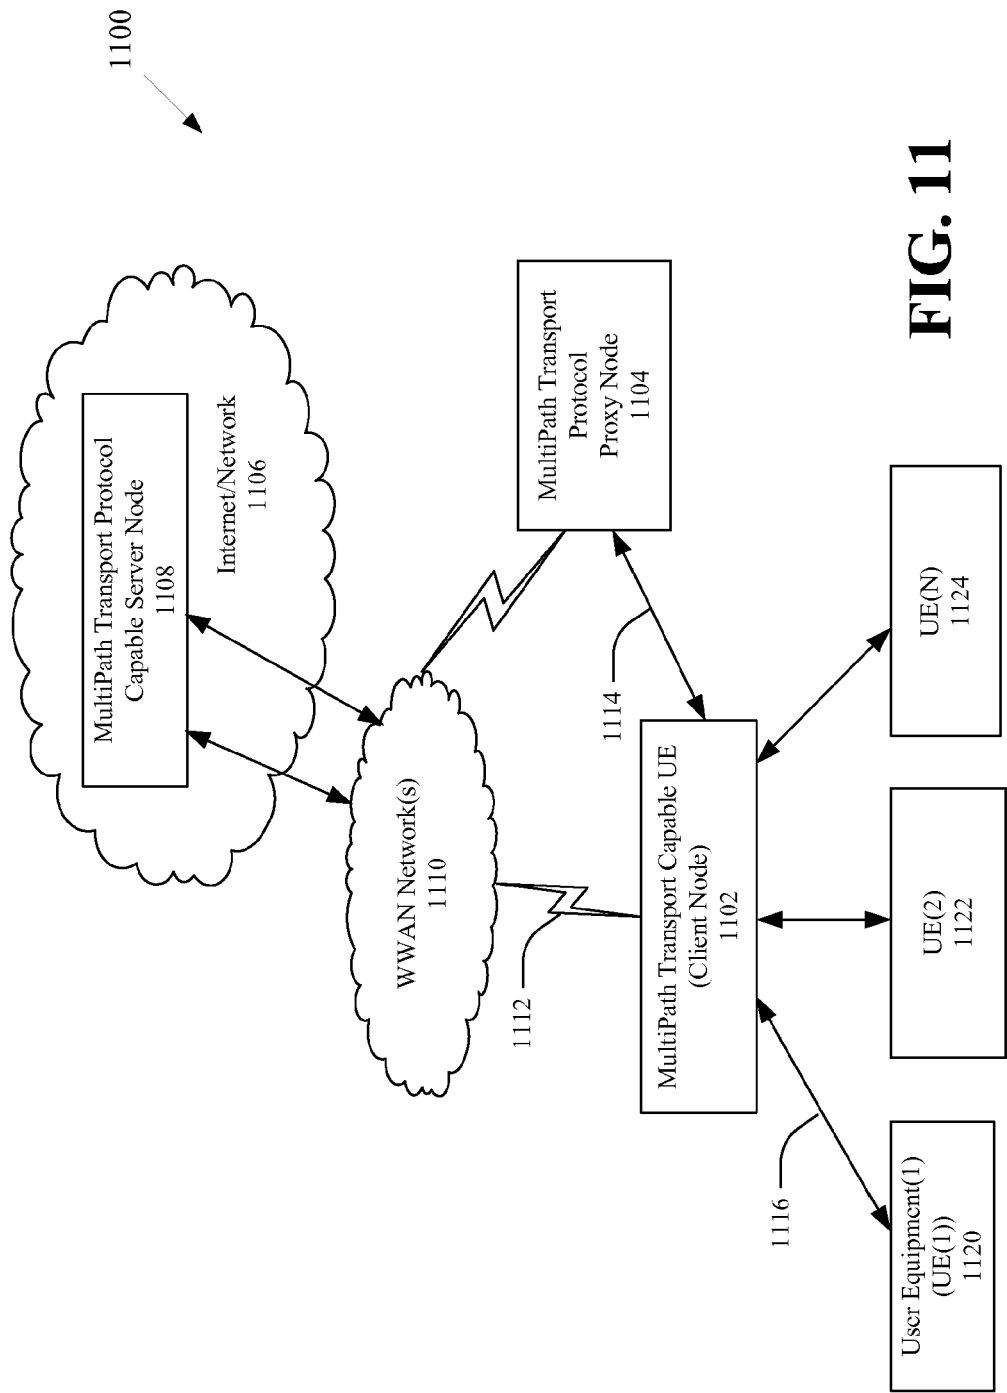 1100
MultiPath Transport Protocol
Capable Server Node
1108
Internet/Network
1106
WWAN Network(s)
1110
MultiPath Transport
Protocol
Proxy Node
1104
1112
1114
MultiPath Transport Capable UE
(Client Node)
1102
1116
User Equipment(1)
(UE(1))
1120
UE(2)
1122
UE(N)
1124
FIG. 11